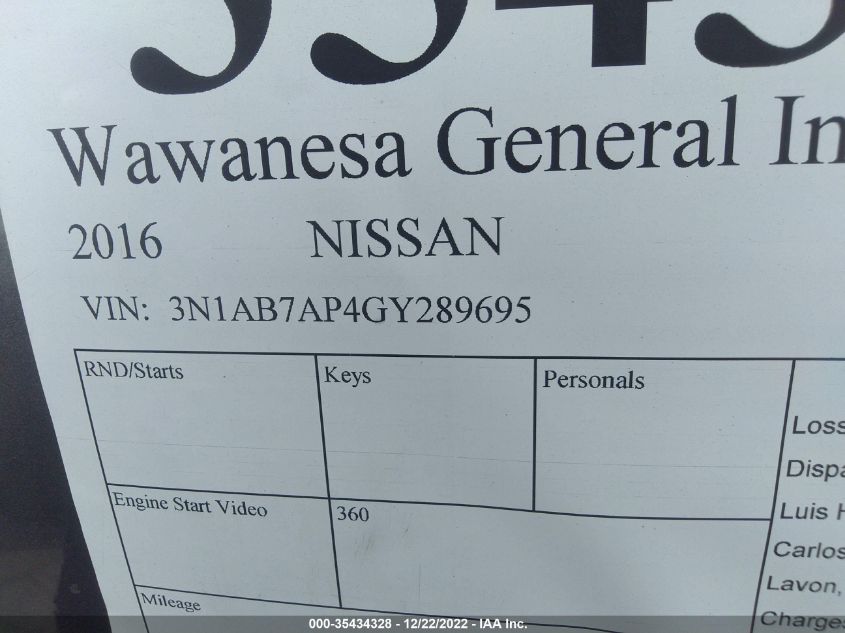 Wawanesa General In
2016 NISSAN
VIN: 3N1AB7AP4GY289695
RND/Starts Keys Personals
Loss
Dispa
Engine Start Video 360
Luis H
Carlos
Lavon,
Mileage
Charges
000-35434328 - 12/22/2022 - IAA Inc.